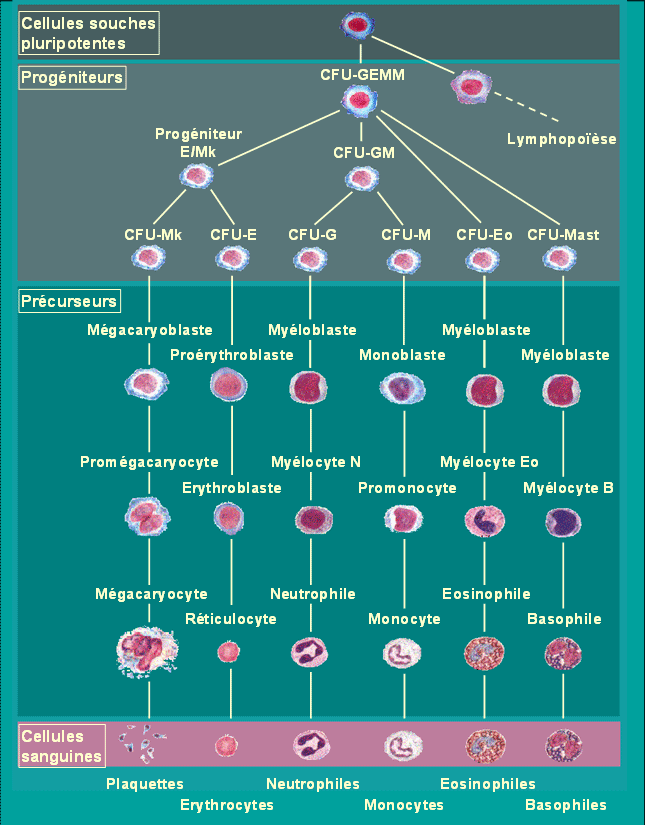 Cellules souches
pluripotentes
Progéniteurs
CFU-GEMM
Lymphopoïèse
Progéniteur
E/Mk
CFU-GM
CFU-Mk CFU-E CFU-G CFU-M CFU-Eo CFU-Mast
Précurseurs
Mégacaryoblaste Myéloblaste Myéloblaste
Proérythroblaste Monoblaste Myéloblaste
Promégacaryocyte Myélocyte N Myélocyte Eo
Erythroblaste Promonocyte Myélocyte B
Mégacaryocyte Neutrophile Eosinophile
Réticulocyte Monocyte Basophile
Cellules
sanguines
Plaquettes Neutrophiles Eosinophiles
Erythrocytes Monocytes Basophiles